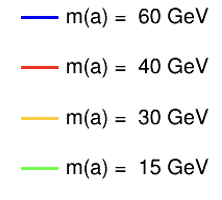 m(a) = 60 GeV
m(a) = 40 GeV
m(a) = 30 GeV
m(a) = 15 GeV